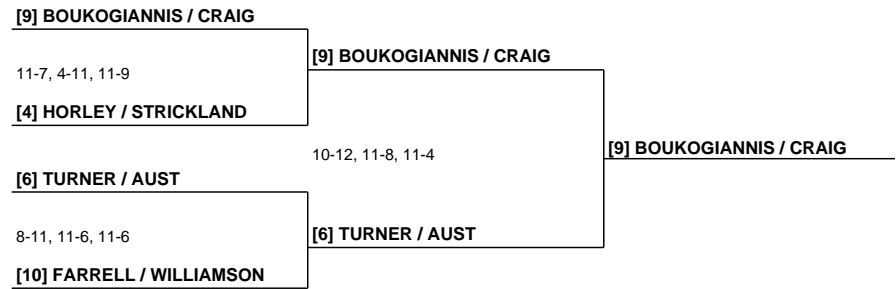 [9] BOUKOGIANNIS / CRAIG
11-7, 4-11, 11-9
[4] HORLEY / STRICKLAND
[6] TURNER / AUST
8-11, 11-6, 11-6
[10] FARRELL / WILLIAMSON
[9] BOUKOGIANNIS / CRAIG
10-12, 11-8, 11-4
[6] TURNER / AUST
[9] BOUKOGIANNIS / CRAIG